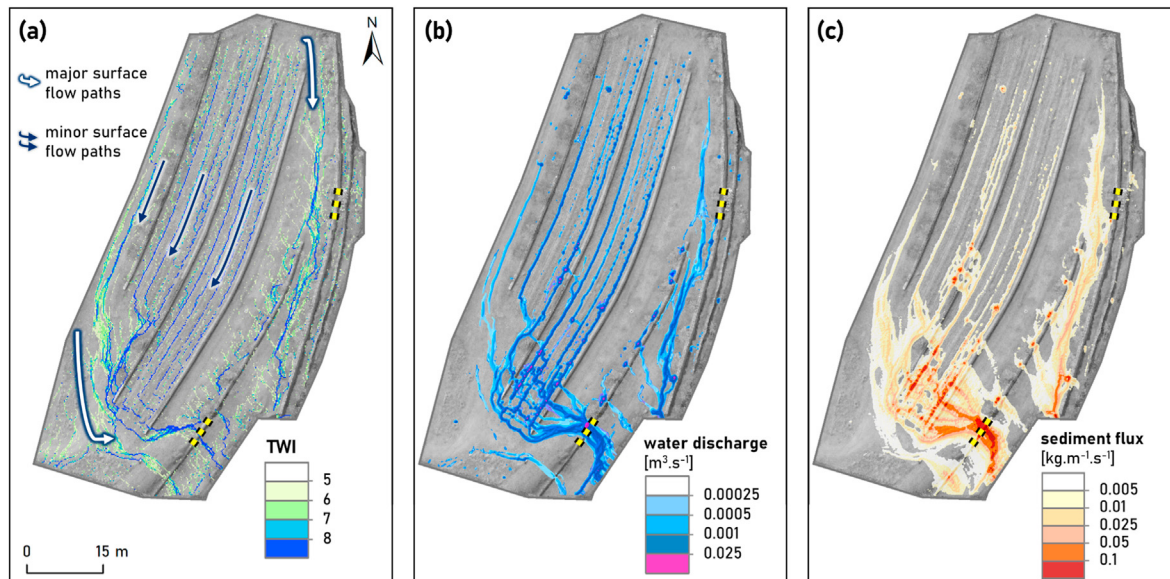 (a)
N
major surface
flow paths
minor surface
flow paths
TWI
5
6
7
8
0 15 m
(b)
water discharge
[m³.s⁻¹]
0.00025
0.0005
0.001
0.025
(c)
sediment flux
[kg.m⁻¹.s⁻¹]
0.005
0.01
0.025
0.05
0.1